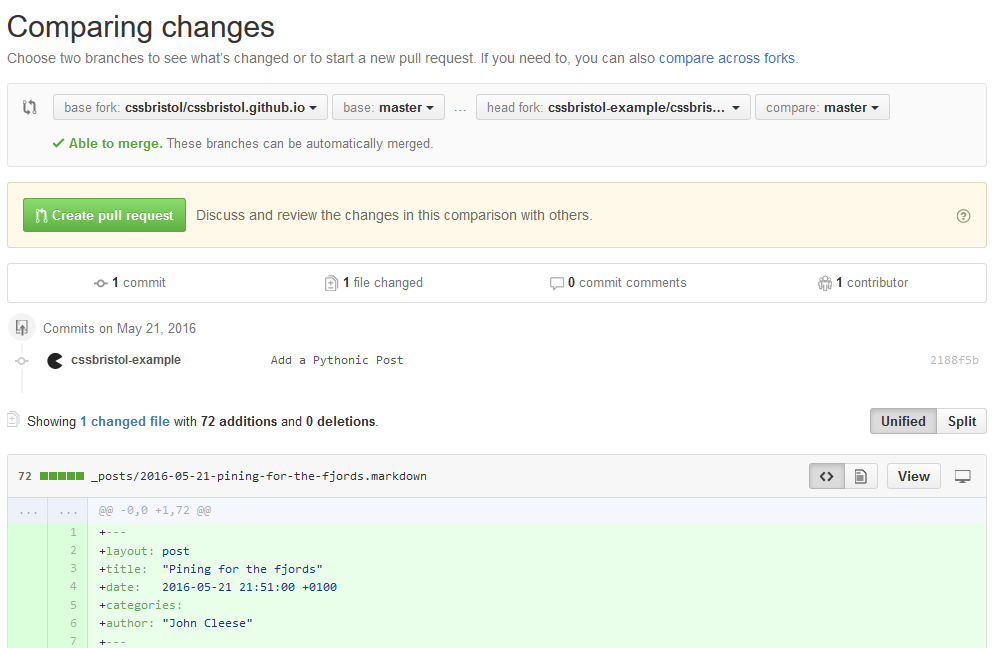 Comparing changes
Choose two branches to see what's changed or to start a new pull request. If you need to, you can also compare across forks.
base fork: cssbristol/cssbristol.github.io base: master ... head fork: cssbristol-example/cssbris... compare: master
Able to merge. These branches can be automatically merged.
Create pull request Discuss and review the changes in this comparison with others. ?
1 commit 1 file changed 0 commit comments 1 contributor
Commits on May 21, 2016
cssbristol-example Add a Pythonic Post 2188f5b
Showing 1 changed file with 72 additions and 0 deletions. Unified Split
72 _posts/2016-05-21-pining-for-the-fjords.markdown <> View
... ... @@ -0,0 +1,72 @@
1 +---
2 +layout: post
3 +title: "Pining for the fjords"
4 +date: 2016-05-21 21:51:00 +0100
5 +categories:
6 +author: "John Cleese"
7 +---